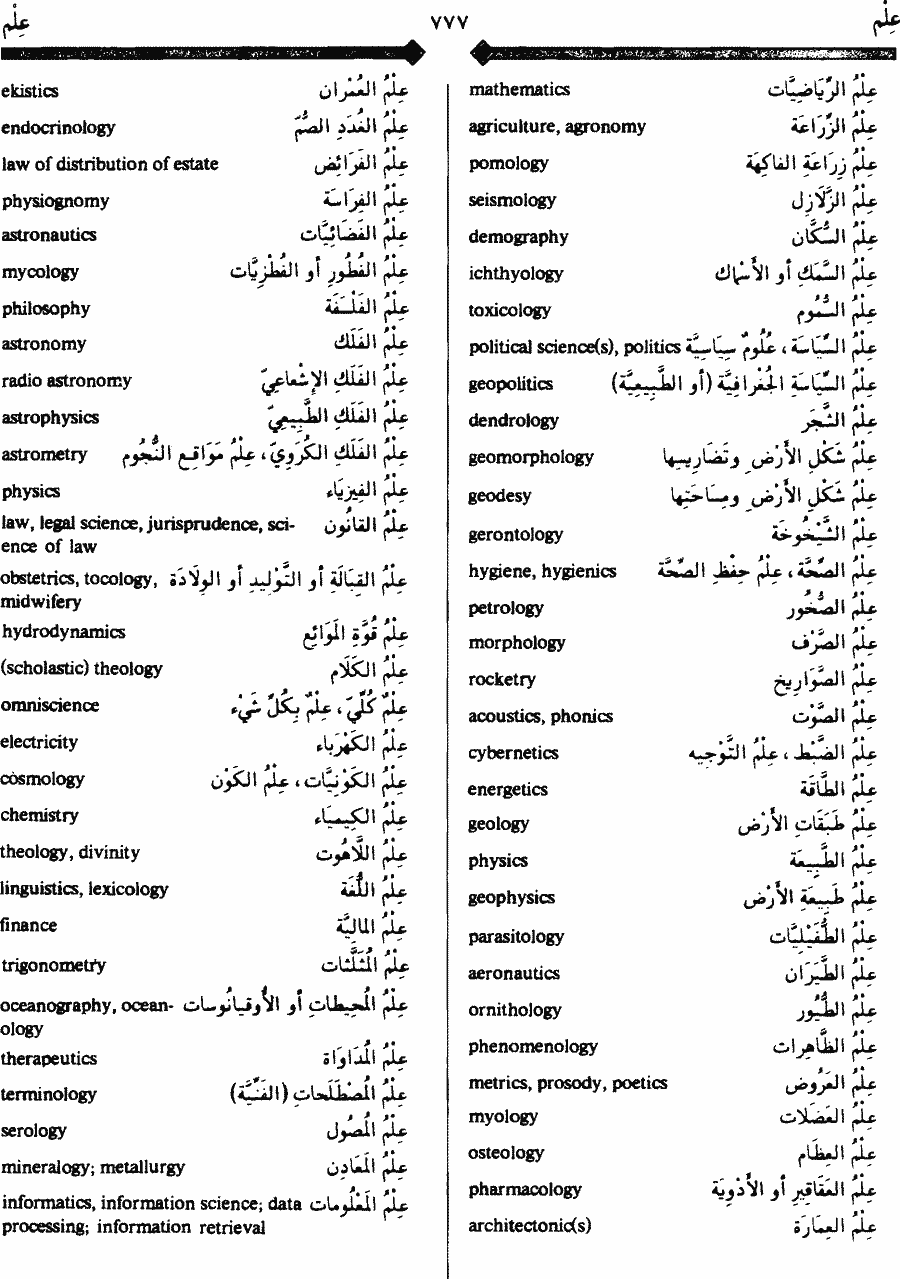 عِلْم ٧٧٧ عِلْم
mathematics عِلْمُ الرِّيَاضِيَّات
agriculture, agronomy عِلْمُ الزِّرَاعَة
pomology عِلْمُ زِرَاعَةِ الفَاكِهَة
seismology عِلْمُ الزَّلَازِل
demography عِلْمُ السُّكَّان
ichthyology عِلْمُ السَّمَك أو الأَسْمَاك
toxicology عِلْمُ السُّمُوم
political science(s), politics عِلْمُ السِّيَاسَة ، عُلُومٌ سِيَاسِيَّة
geopolitics عِلْمُ السِّيَاسَةِ الجُغْرَافِيَّة (أو الطَّبِيعِيَّة)
dendrology عِلْمُ الشَّجَر
geomorphology عِلْمُ شَكْلِ الأَرْضِ وتَضَارِيسِها
geodesy عِلْمُ شَكْلِ الأَرْضِ ومِسَاحَتِها
gerontology عِلْمُ الشَّيْخُوخَة
hygiene, hygienics عِلْمُ الصِّحَّة ، عِلْمُ حِفْظِ الصِّحَّة
petrology عِلْمُ الصُّخُور
morphology عِلْمُ الصَّرْف
rocketry عِلْمُ الصَّوَارِيخ
acoustics, phonics عِلْمُ الصَّوْت
cybernetics عِلْمُ الضَّبْط ، عِلْمُ التَّوْجِيه
energetics عِلْمُ الطَّاقَة
geology عِلْمُ طَبَقَاتِ الأَرْض
physics عِلْمُ الطَّبِيعَة
geophysics عِلْمُ طَبِيعَةِ الأَرْض
parasitology عِلْمُ الطُّفَيْلِيَّات
aeronautics عِلْمُ الطَّيَرَان
ornithology عِلْمُ الطُّيُور
phenomenology عِلْمُ الظَّاهِرَات
metrics, prosody, poetics عِلْمُ العَرُوض
myology عِلْمُ العَضَلَات
osteology عِلْمُ العِظَام
pharmacology عِلْمُ العَقَاقِير أو الأَدْوِيَة
architectonic(s) عِلْمُ العِمَارَة
ekistics عِلْمُ العُمْرَان
endocrinology عِلْمُ الغُدَدِ الصُّمّ
law of distribution of estate عِلْمُ الفَرَائِض
physiognomy عِلْمُ الفِرَاسَة
astronautics عِلْمُ الفَضَائِيَّات
mycology عِلْمُ الفُطُور أو الفُطْرِيَّات
philosophy عِلْمُ الفَلْسَفَة
astronomy عِلْمُ الفَلَك
radio astronomy عِلْمُ الفَلَكِ الإِشْعاعِيّ
astrophysics عِلْمُ الفَلَكِ الطَّبِيعِيّ
astrometry عِلْمُ الفَلَكِ الكُرَوِيّ ، عِلْمُ مَوَاقِعِ النُّجُوم
physics عِلْمُ الفِيزِيَاء
law, legal science, jurisprudence, sci- عِلْمُ القَانُون
ence of law
obstetrics, tocology, عِلْمُ القِبَالَة أو التَّوْلِيد أو الوِلَادَة
midwifery
hydrodynamics عِلْمُ قُوَّةِ المَوَائِع
(scholastic) theology عِلْمُ الكَلَام
omniscience عِلْمٌ كُلِّيّ ، عِلْمٌ بِكُلِّ شَيْء
electricity عِلْمُ الكَهْرَبَاء
cosmology عِلْمُ الكَوْنِيَّات ، عِلْمُ الكَوْن
chemistry عِلْمُ الكِيمِيَاء
theology, divinity عِلْمُ اللَّاهُوت
linguistics, lexicology عِلْمُ اللُّغَة
finance عِلْمُ المَالِيَّة
trigonometry عِلْمُ المُثَلَّثَات
oceanography, ocean- عِلْمُ المُحِيطَات أو الأُوقيَانُوسات
ology
therapeutics عِلْمُ المُدَاوَاة
terminology عِلْمُ المُصْطَلَحَات (الفَنِّيَّة)
serology عِلْمُ المُصُول
mineralogy; metallurgy عِلْمُ المَعَادِن
informatics, information science; data عِلْمُ المَعْلُومَات
processing; information retrieval